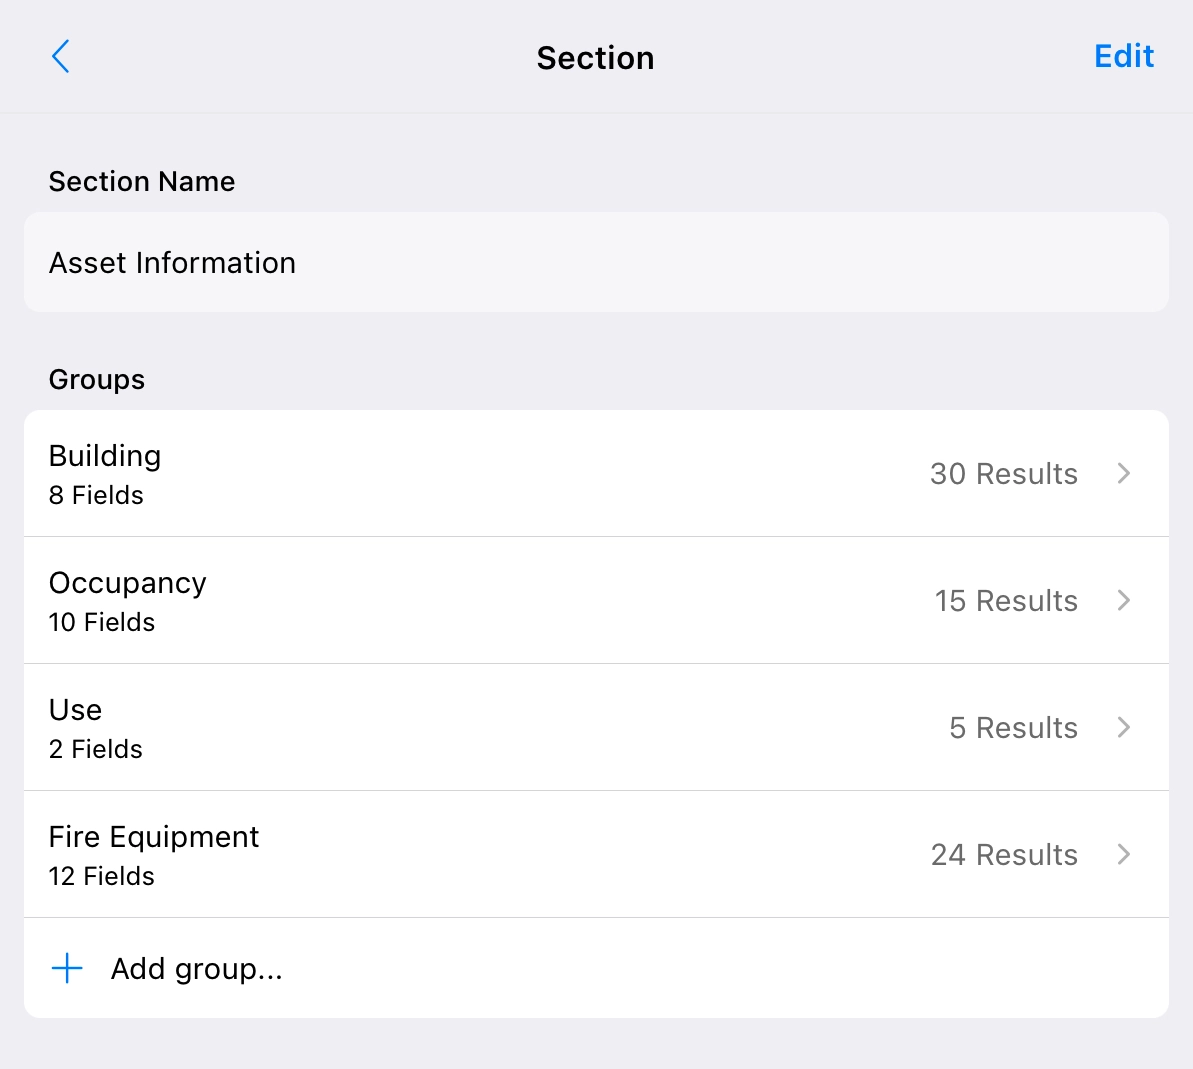 Section
Edit
Section Name
Asset Information
Groups
Building
8 Fields
30 Results
Occupancy
10 Fields
15 Results
Use
2 Fields
5 Results
Fire Equipment
12 Fields
24 Results
Add group...